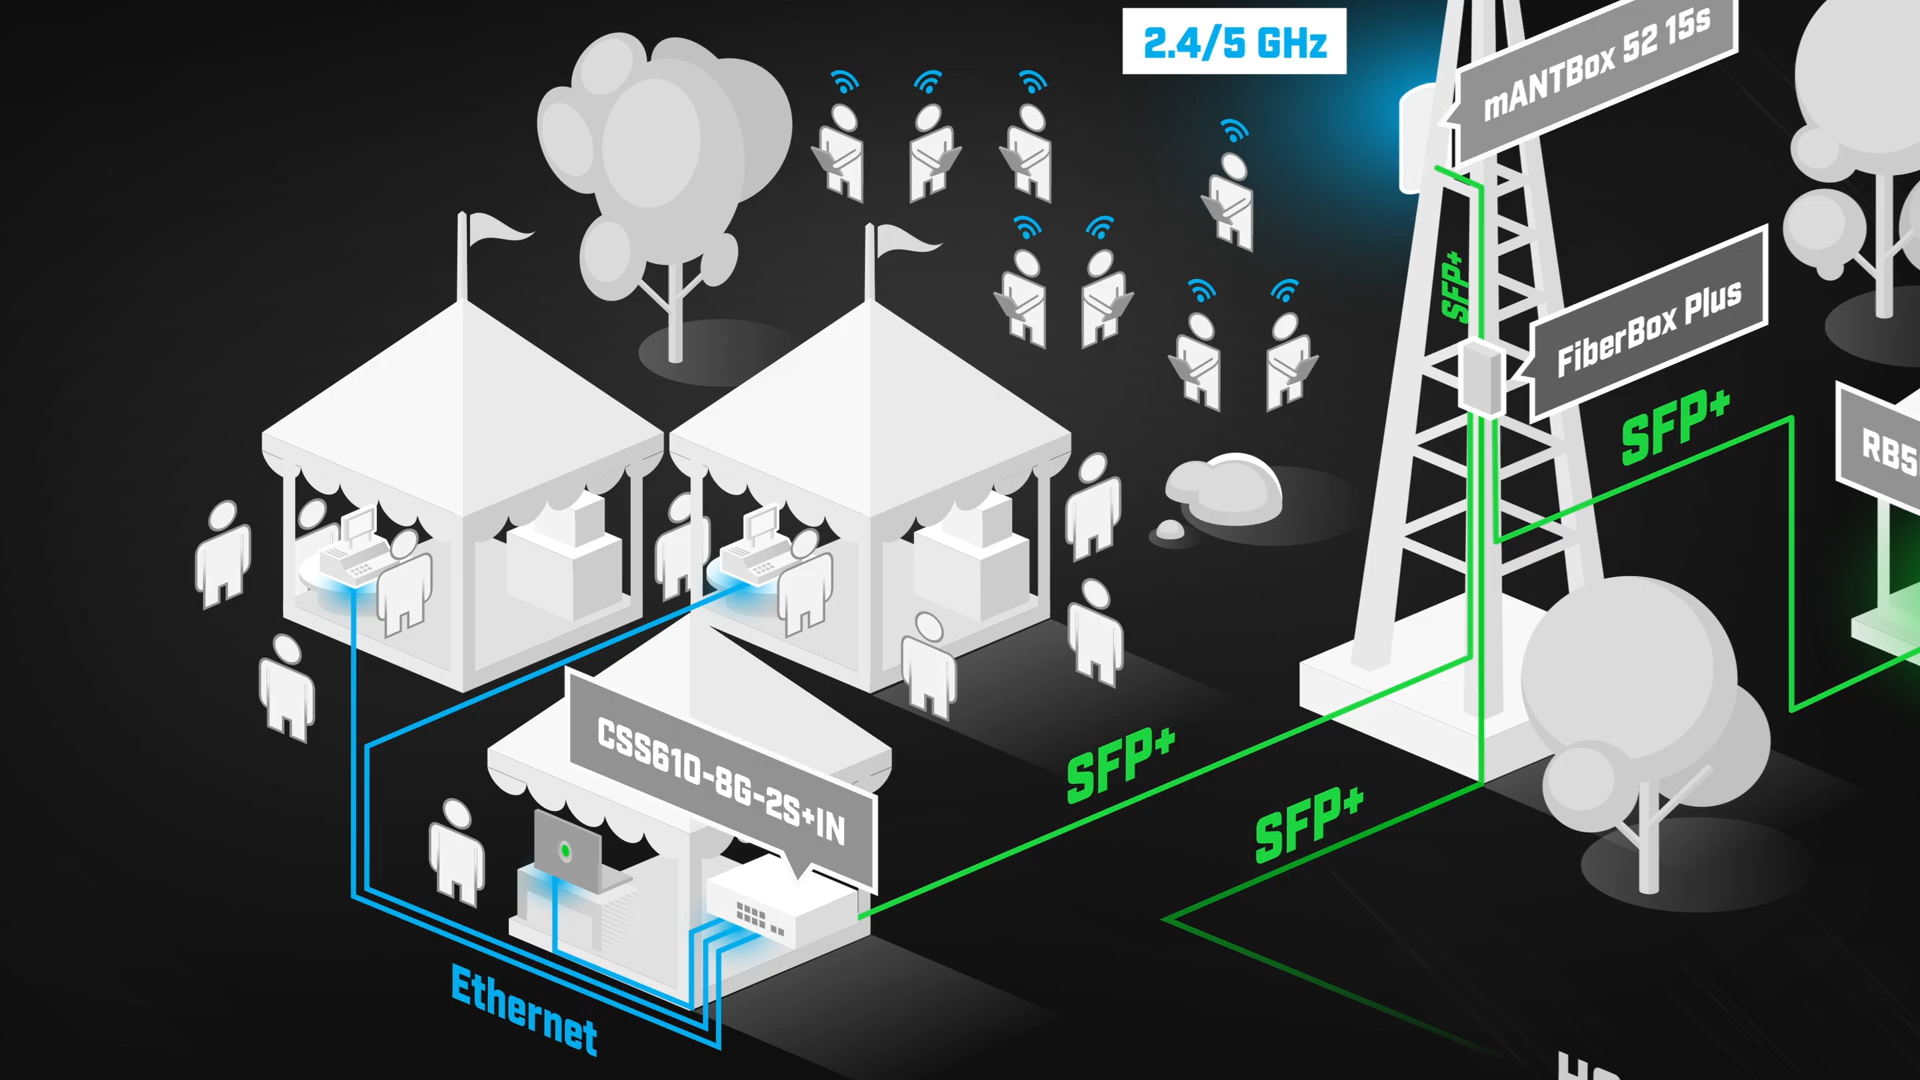 2.4/5 GHz
mANTBox 52 15s
SFP+
FiberBox Plus
SFP+
RB5
CSS610-8G-2S+IN
SFP+
SFP+
Ethernet